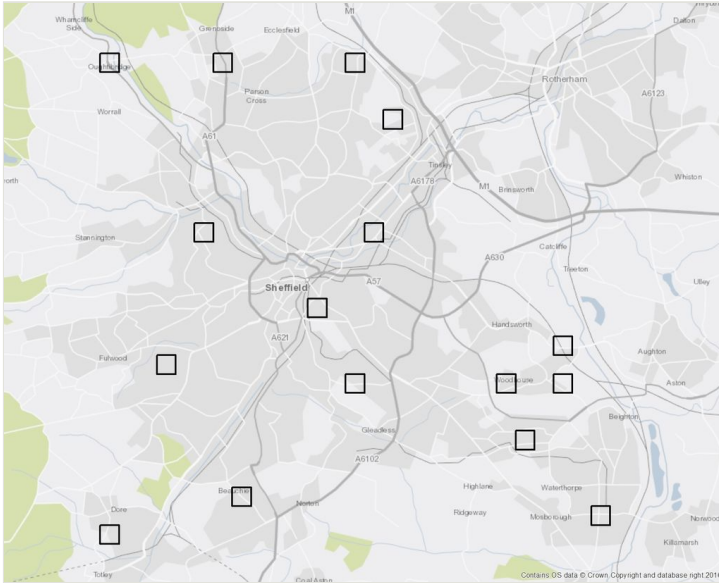 M1
Wharncliffe
Side
Grenoside
Ecclesfield
Dalton
Oughtibridge
Rotherham
Parson
Cross
A6123
Worrall
A61
Tinsley
A6178
M1
Brinsworth
Whiston
Stannington
Catcliffe
A630
Treeton
A57
Ulley
Sheffield
Handsworth
A621
Fulwood
Aughton
Woodhouse
Aston
Beighton
Gleadless
A6102
Highlane
Waterthorpe
Beauchief
Norton
Dore
Ridgeway
Mosborough
Norwood
Killamarsh
Totley
Coal Aston
Contains OS data © Crown Copyright and database right 201